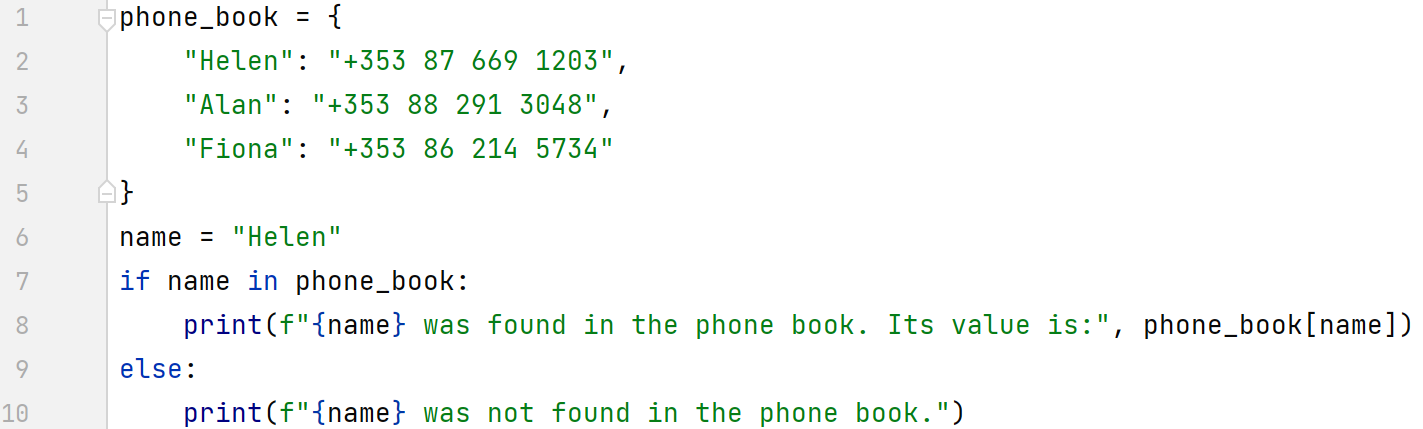 1 phone_book = {
2     "Helen": "+353 87 669 1203",
3     "Alan": "+353 88 291 3048",
4     "Fiona": "+353 86 214 5734"
5 }
6 name = "Helen"
7 if name in phone_book:
8     print(f"{name} was found in the phone book. Its value is:", phone_book[name])
9 else:
10     print(f"{name} was not found in the phone book.")